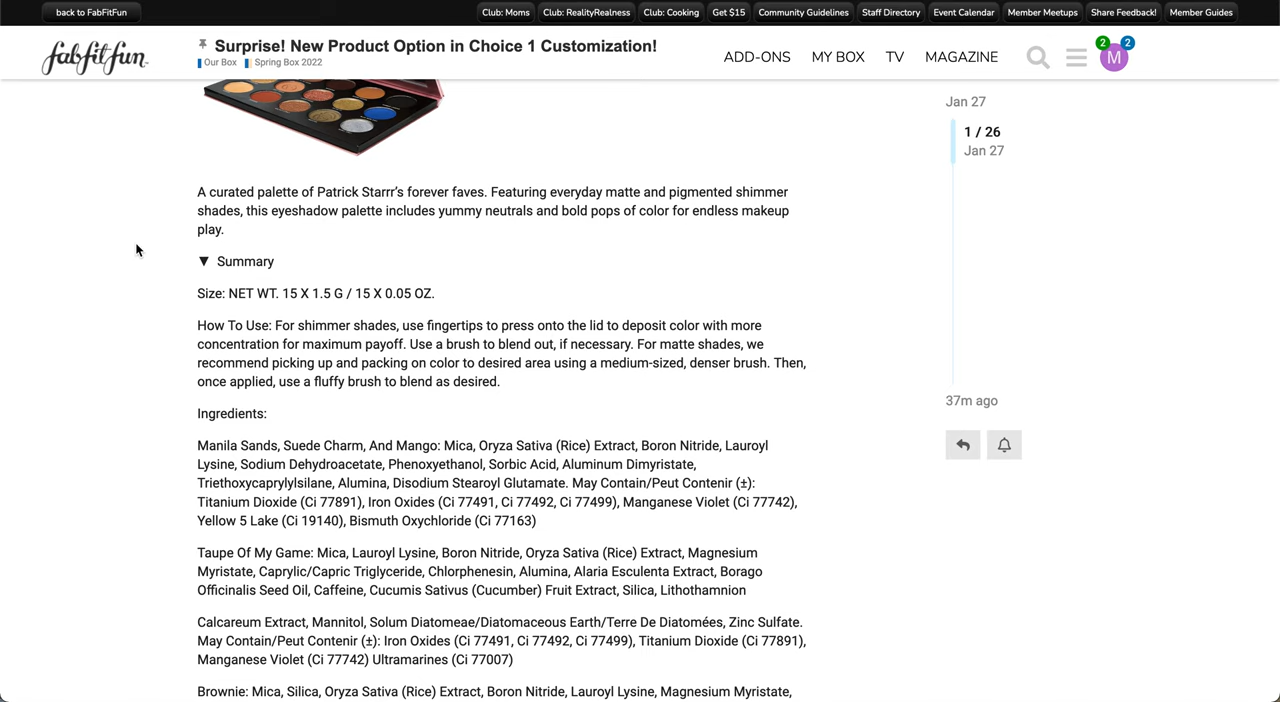 back to FabFitFun
Club: Moms Club: RealityRealness Club: Cooking Get $15 Community Guidelines Staff Directory Event Calendar Member Meetups Share Feedback! Member Guides
fabfitfun
Surprise! New Product Option in Choice 1 Customization!
Our Box Spring Box 2022
ADD-ONS MY BOX TV MAGAZINE
2 M 2
Jan 27
1 / 26
Jan 27
37m ago
A curated palette of Patrick Starrr’s forever faves. Featuring everyday matte and pigmented shimmer
shades, this eyeshadow palette includes yummy neutrals and bold pops of color for endless makeup
play.
▼ Summary
Size: NET WT. 15 X 1.5 G / 15 X 0.05 OZ.
How To Use: For shimmer shades, use fingertips to press onto the lid to deposit color with more
concentration for maximum payoff. Use a brush to blend out, if necessary. For matte shades, we
recommend picking up and packing on color to desired area using a medium-sized, denser brush. Then,
once applied, use a fluffy brush to blend as desired.
Ingredients:
Manila Sands, Suede Charm, And Mango: Mica, Oryza Sativa (Rice) Extract, Boron Nitride, Lauroyl
Lysine, Sodium Dehydroacetate, Phenoxyethanol, Sorbic Acid, Aluminum Dimyristate,
Triethoxycaprylylsilane, Alumina, Disodium Stearoyl Glutamate. May Contain/Peut Contenir (±):
Titanium Dioxide (Ci 77891), Iron Oxides (Ci 77491, Ci 77492, Ci 77499), Manganese Violet (Ci 77742),
Yellow 5 Lake (Ci 19140), Bismuth Oxychloride (Ci 77163)
Taupe Of My Game: Mica, Lauroyl Lysine, Boron Nitride, Oryza Sativa (Rice) Extract, Magnesium
Myristate, Caprylic/Capric Triglyceride, Chlorphenesin, Alumina, Alaria Esculenta Extract, Borago
Officinalis Seed Oil, Caffeine, Cucumis Sativus (Cucumber) Fruit Extract, Silica, Lithothamnion
Calcareum Extract, Mannitol, Solum Diatomeae/Diatomaceous Earth/Terre De Diatomées, Zinc Sulfate.
May Contain/Peut Contenir (±): Iron Oxides (Ci 77491, Ci 77492, Ci 77499), Titanium Dioxide (Ci 77891),
Manganese Violet (Ci 77742) Ultramarines (Ci 77007)
Brownie: Mica, Silica, Oryza Sativa (Rice) Extract, Boron Nitride, Lauroyl Lysine, Magnesium Myristate,